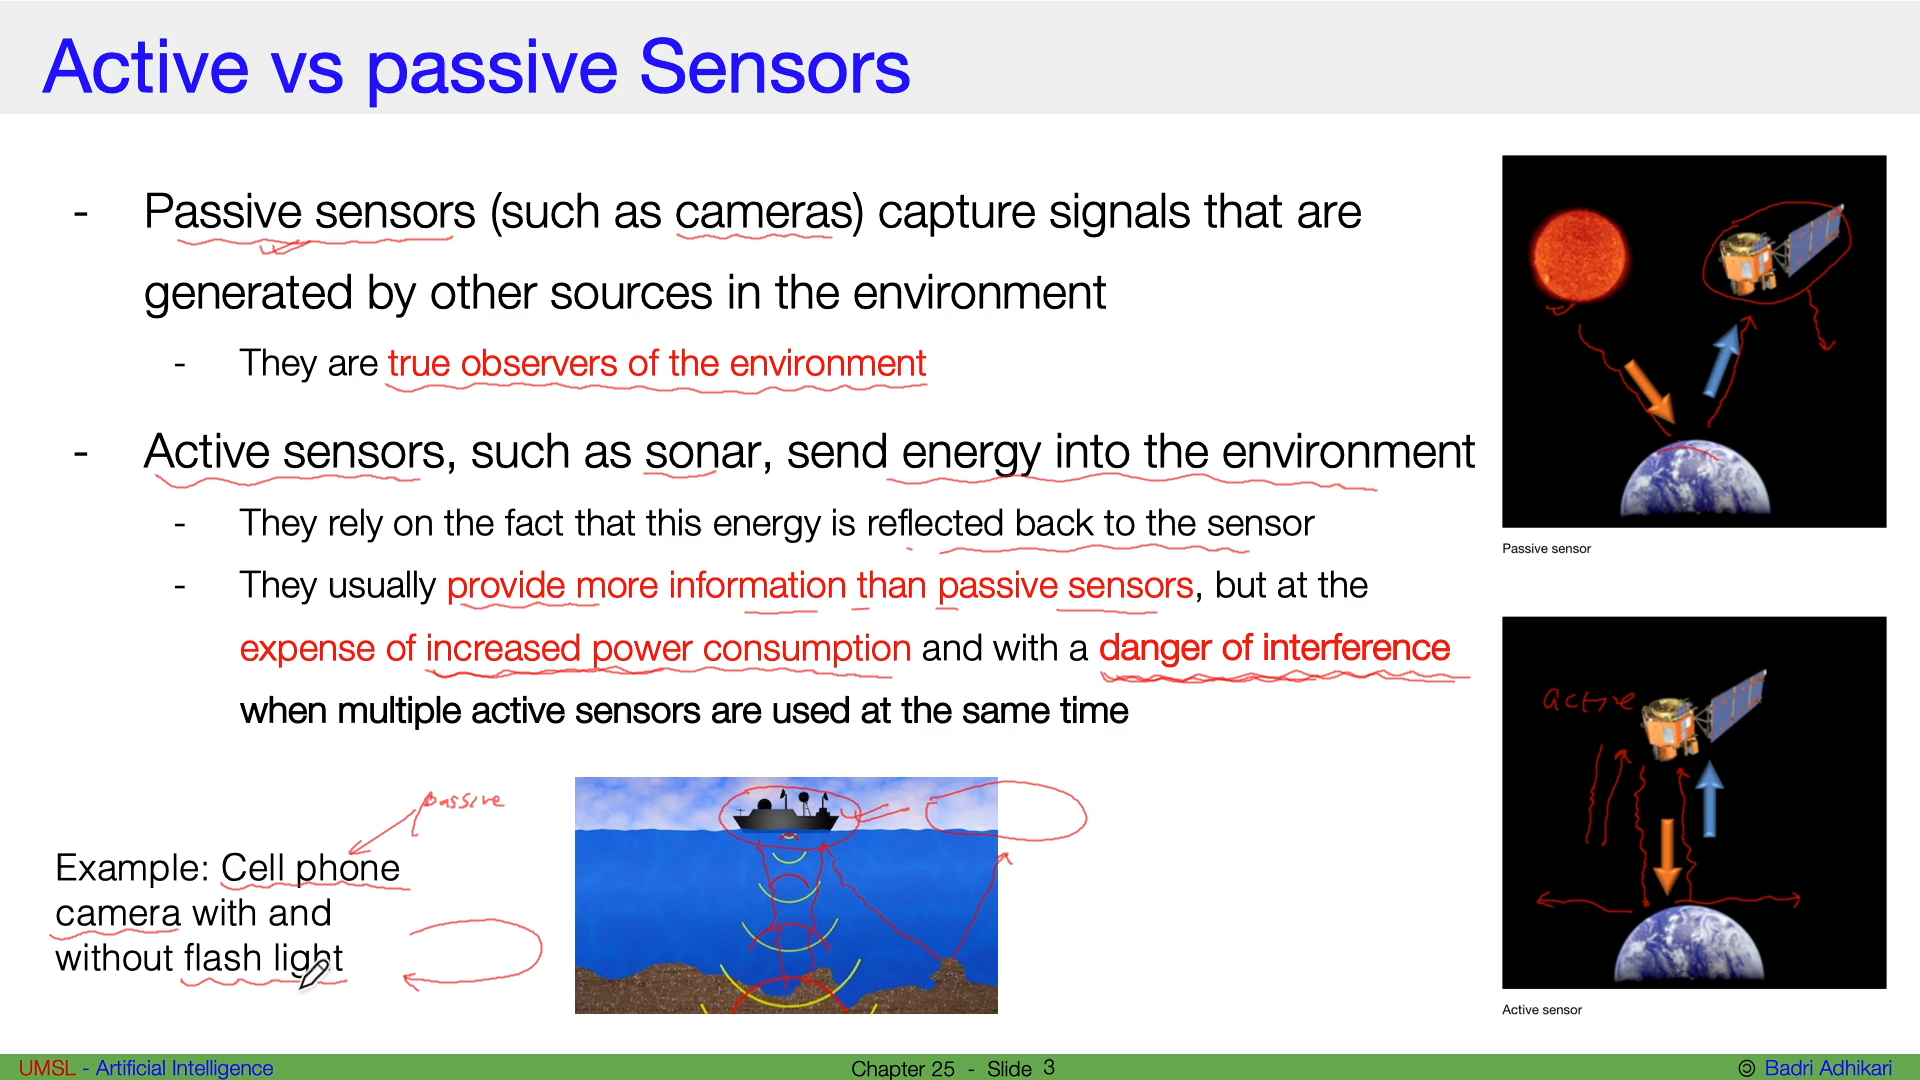 Active vs passive Sensors
- Passive sensors (such as cameras) capture signals that are
generated by other sources in the environment
- They are true observers of the environment
- Active sensors, such as sonar, send energy into the environment
- They rely on the fact that this energy is reflected back to the sensor
- They usually provide more information than passive sensors, but at the
expense of increased power consumption and with a danger of interference
when multiple active sensors are used at the same time
passive
Example: Cell phone
camera with and
without flash light
Passive sensor
active
Active sensor
UMSL - Artificial Intelligence
Chapter 25 - Slide 3
🄯 Badri Adhikari